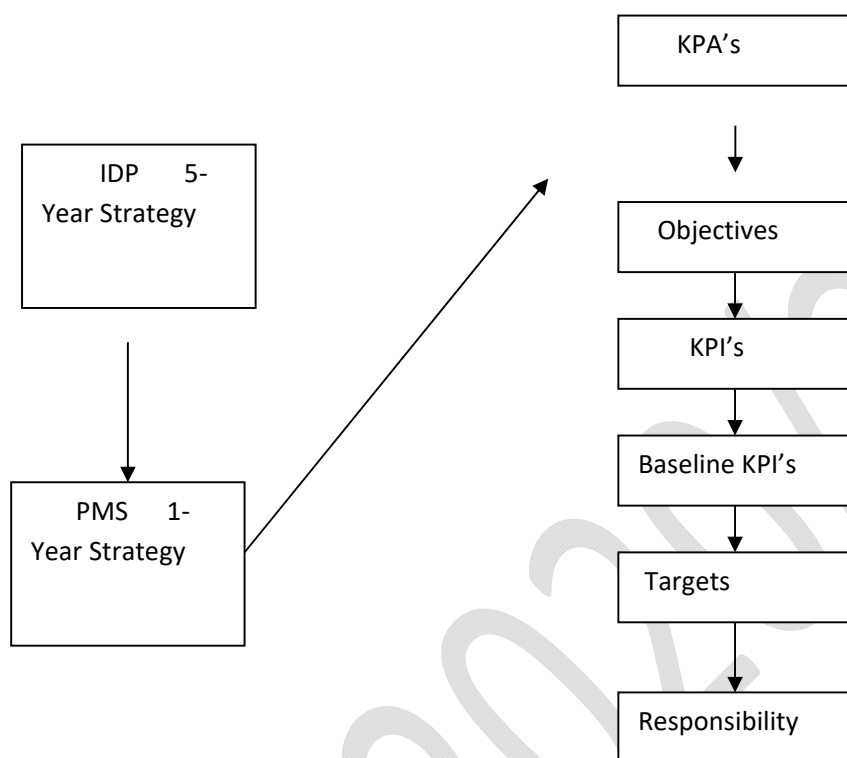 IDP 5-
Year Strategy
PMS 1-
Year Strategy
KPA’s
Objectives
KPI’s
Baseline KPI’s
Targets
Responsibility